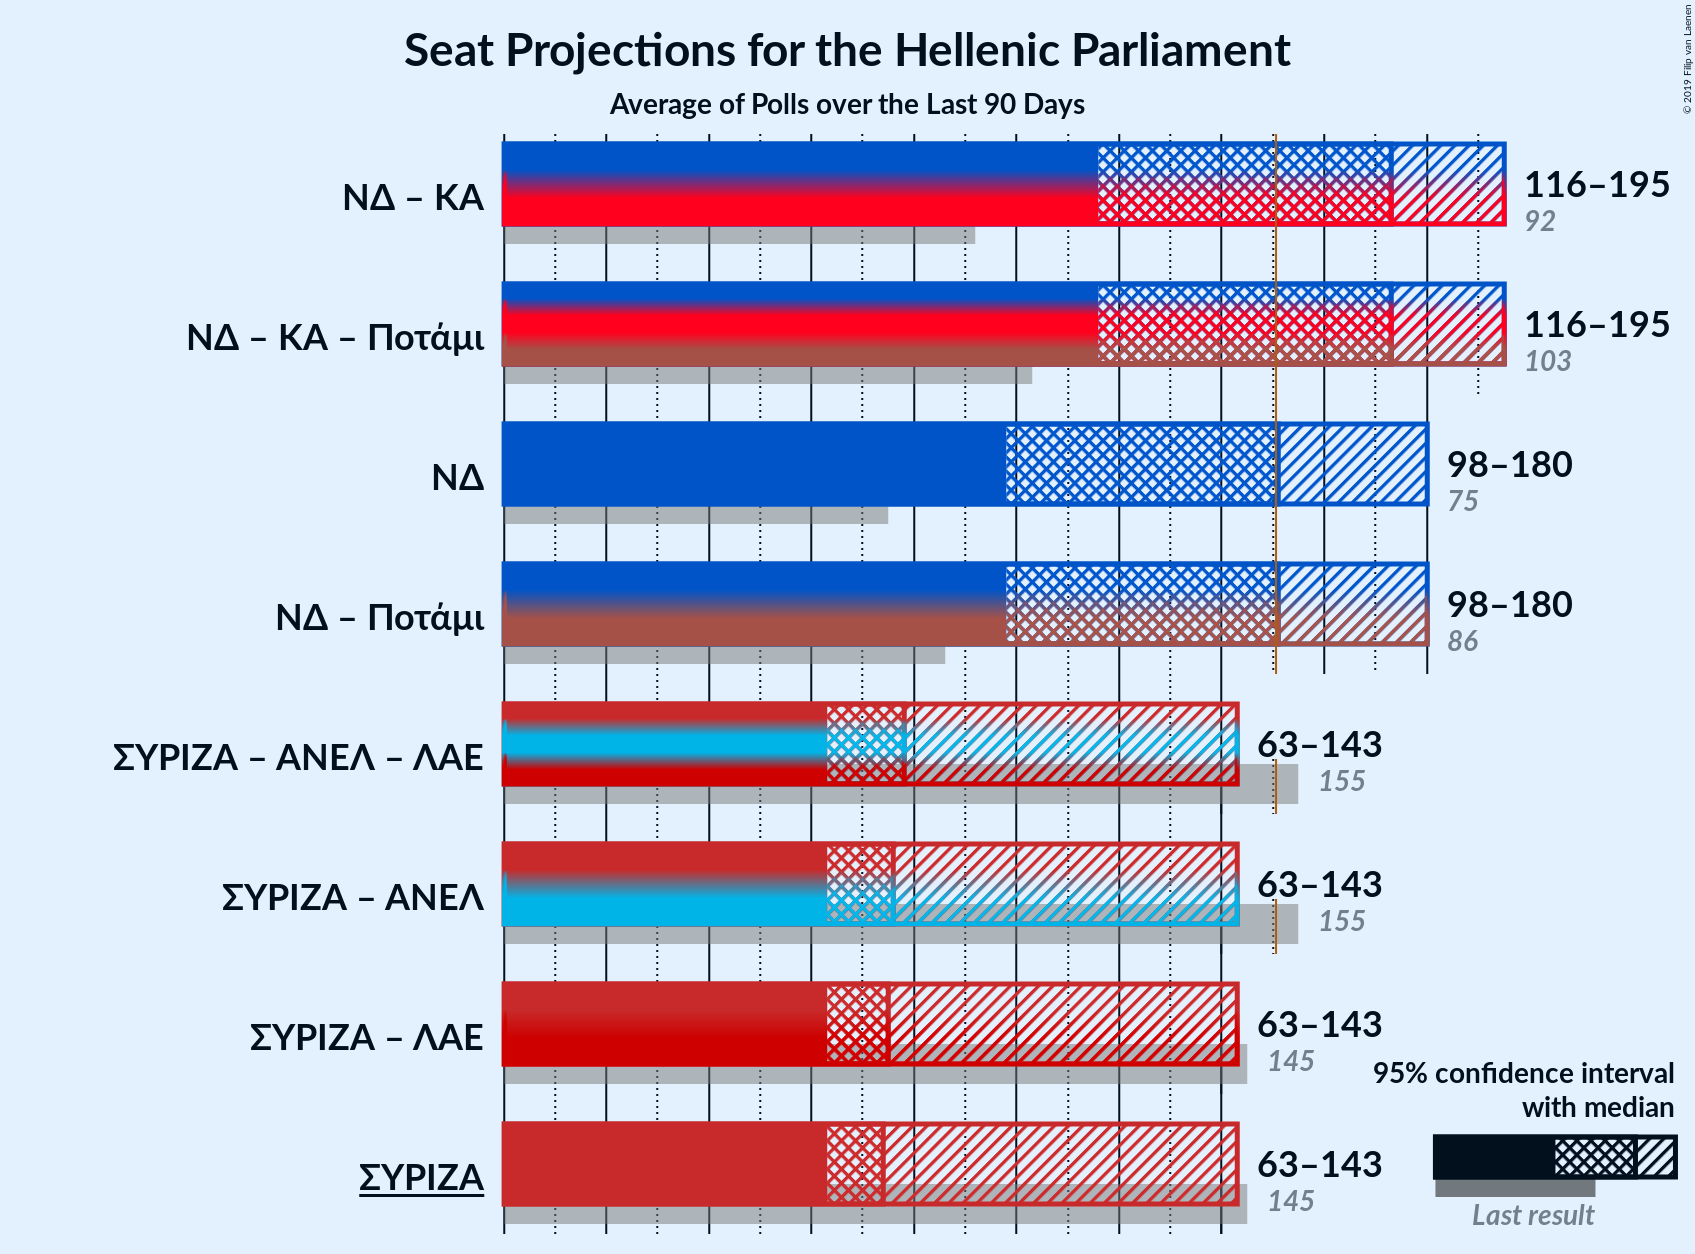 Seat Projections for the Hellenic Parliament
Average of Polls over the Last 90 Days
© 2019 Filip van Laenen
ΝΔ – ΚΑ
116–195
92
ΝΔ – ΚΑ – Ποτάμι
116–195
103
ΝΔ
98–180
75
ΝΔ – Ποτάμι
98–180
86
ΣΥΡΙΖΑ – ΑΝΕΛ – ΛΑΕ
63–143
155
ΣΥΡΙΖΑ – ΑΝΕΛ
63–143
155
ΣΥΡΙΖΑ – ΛΑΕ
63–143
145
ΣΥΡΙΖΑ
63–143
145
95% confidence interval
with median
Last result